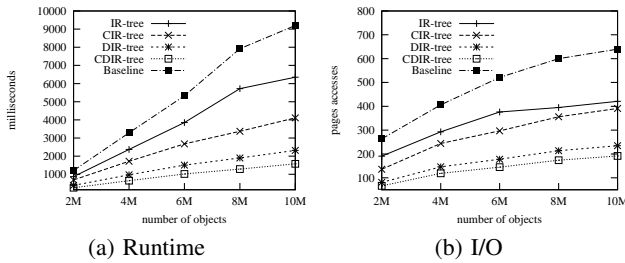 10000
9000
8000
7000
6000
5000
4000
3000
2000
1000
milliseconds
IR-tree
CIR-tree
DIR-tree
CDIR-tree
Baseline
2M 4M 6M 8M 10M
number of objects
(a) Runtime
800
700
600
500
400
300
200
100
pages accesses
IR-tree
CIR-tree
DIR-tree
CDIR-tree
Baseline
2M 4M 6M 8M 10M
number of objects
(b) I/O